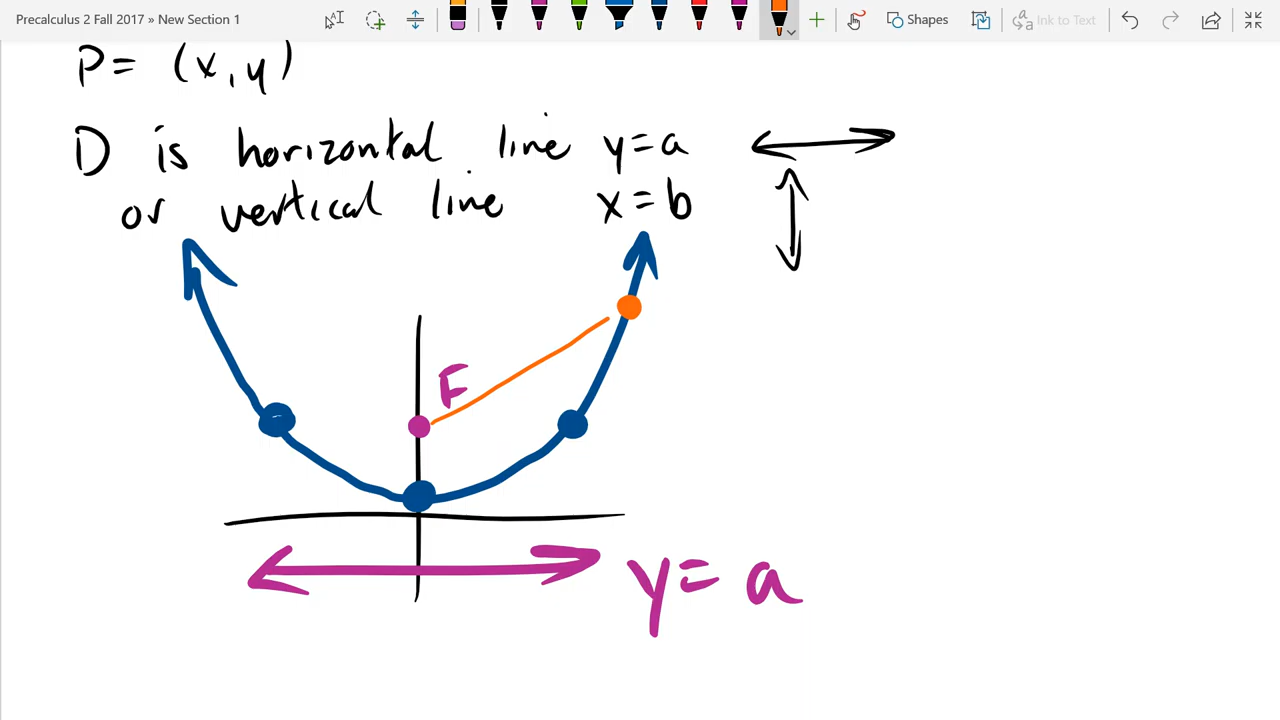 Precalculus 2 Fall 2017 » New Section 1
Shapes
Ink to Text
P= (x,y)
D is horizontal line y=a
or vertical line x=b
F
y= a